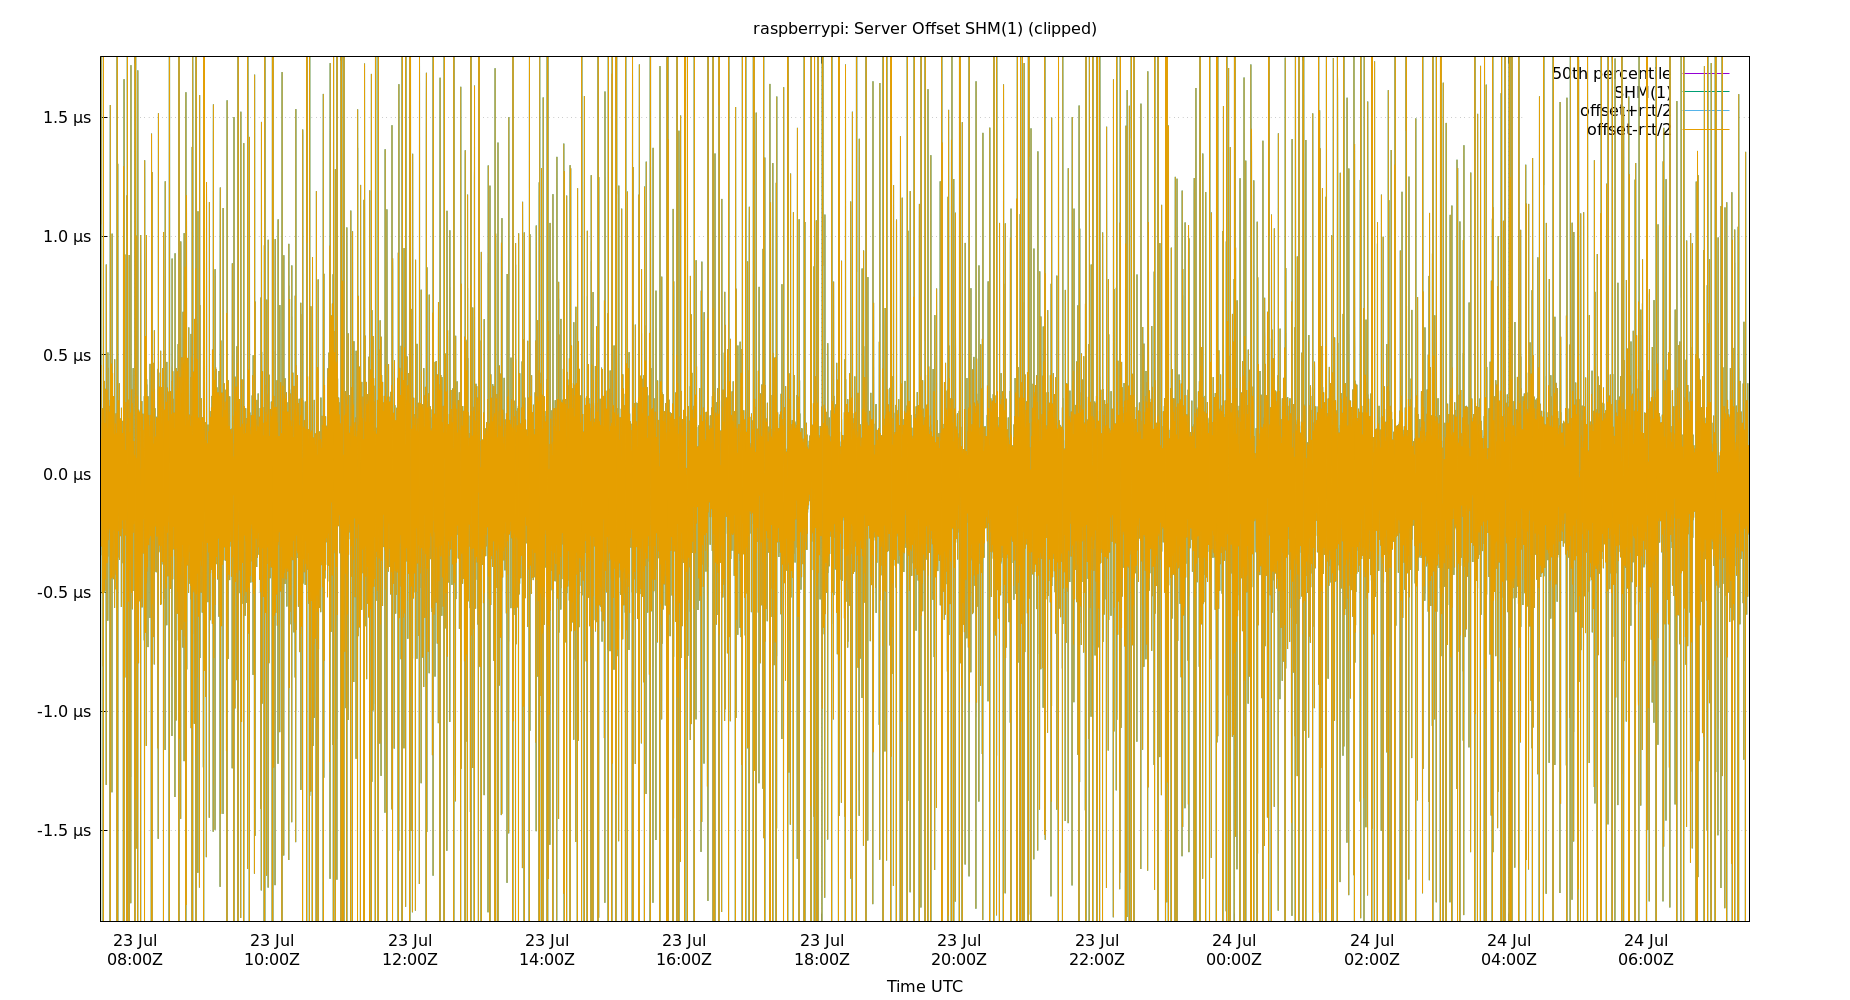 raspberrypi: Server Offset SHM(1) (clipped)
50th percentile
SHM(1)
offset+rtt/2
offset-rtt/2
1.5 µs
1.0 µs
0.5 µs
0.0 µs
-0.5 µs
-1.0 µs
-1.5 µs
23 Jul 23 Jul 23 Jul 23 Jul 23 Jul 23 Jul 23 Jul 23 Jul 24 Jul 24 Jul 24 Jul 24 Jul
08:00Z 10:00Z 12:00Z 14:00Z 16:00Z 18:00Z 20:00Z 22:00Z 00:00Z 02:00Z 04:00Z 06:00Z
Time UTC